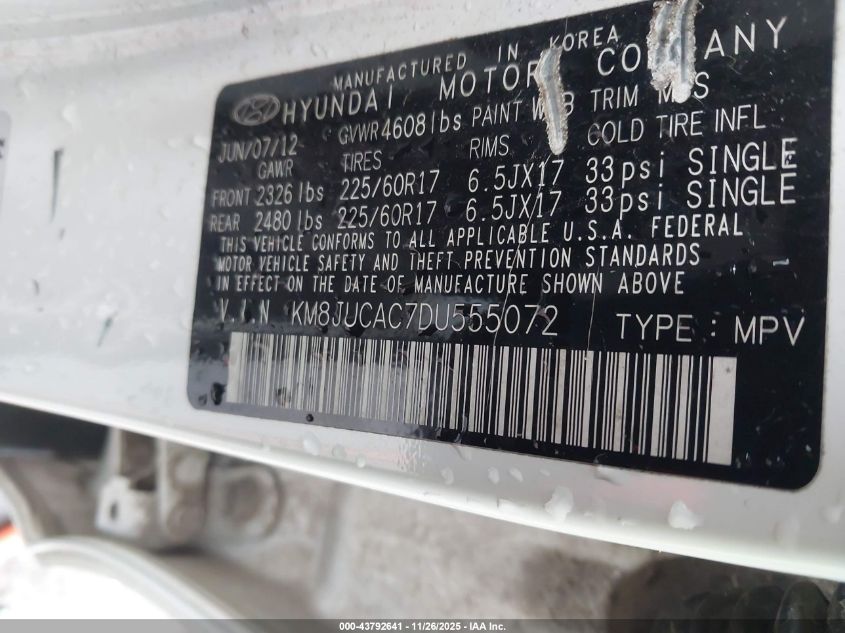 MANUFACTURED IN KOREA
HYUNDAI MOTOR COMPANY
JUN/07/12 GVWR 4608lbs PAINT TRIM
GAWR TIRES RIMS COLD TIRE INFL
FRONT 2326 lbs 225/60R17 6.5JX17 33psi SINGLE
REAR 2480 lbs 225/60R17 6.5JX17 33psi SINGLE
THIS VEHICLE CONFORMS TO ALL APPLICABLE U.S.A. FEDERAL
MOTOR VEHICLE SAFETY AND THEFT PREVENTION STANDARDS
IN EFFECT ON THE DATE OF MANUFACTURE SHOWN ABOVE
V.I.N KM8JUCAC7DU555072 TYPE : MPV
000-43792641 - 11/26/2025 - IAA Inc.